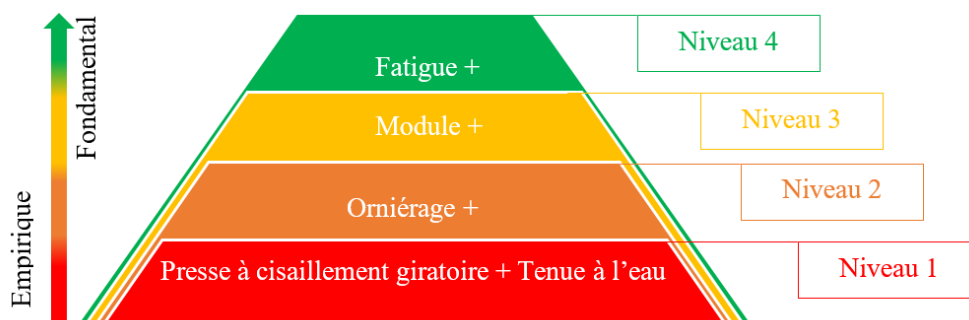 Fondamental
Empirique
Fatigue +
Niveau 4
Module +
Niveau 3
Orniérage +
Niveau 2
Presse à cisaillement giratoire + Tenue à l’eau
Niveau 1